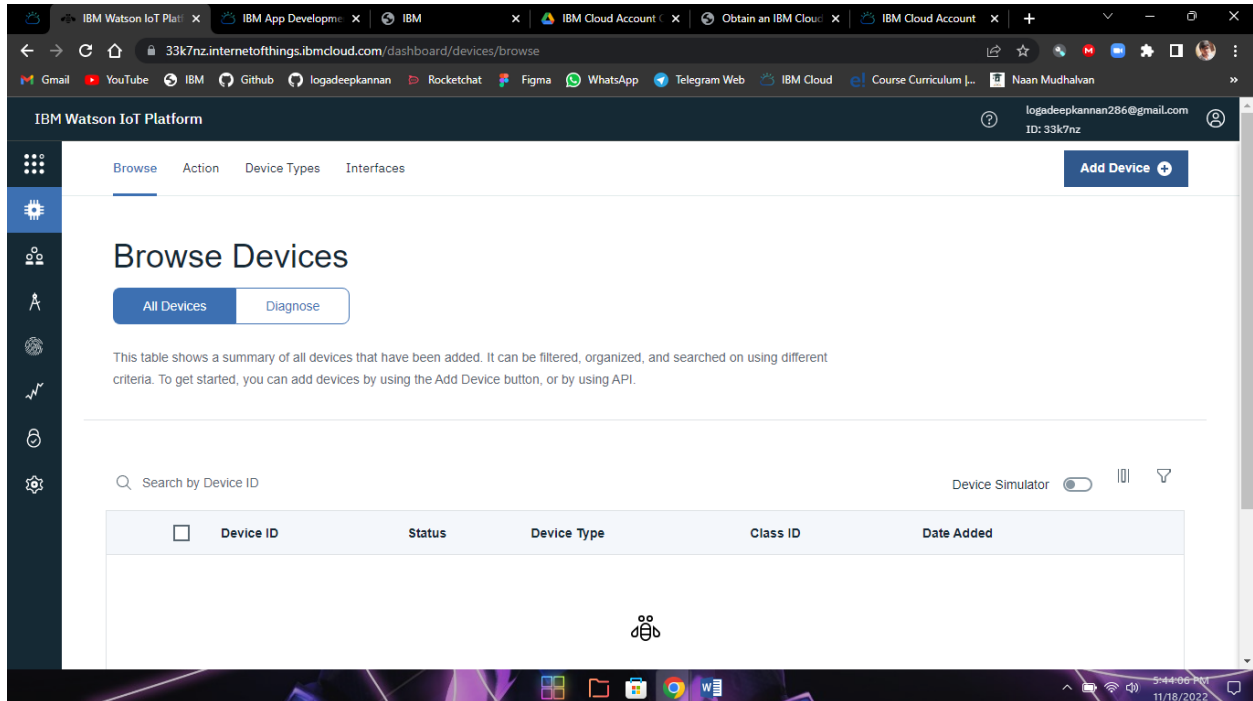 IBM Watson IoT Platf
IBM App Developme
IBM
IBM Cloud Account C
Obtain an IBM Cloud
IBM Cloud Account
33k7nz.internetofthings.ibmcloud.com/dashboard/devices/browse
Gmail YouTube IBM Github logadeepkannan Rocketchat Figma WhatsApp Telegram Web IBM Cloud Course Curriculum |... Naan Mudhalvan »
IBM Watson IoT Platform
logadeepkannan286@gmail.com
ID: 33k7nz
Browse Action Device Types Interfaces
Add Device
Browse Devices
All Devices Diagnose
This table shows a summary of all devices that have been added. It can be filtered, organized, and searched on using different
criteria. To get started, you can add devices by using the Add Device button, or by using API.
Search by Device ID
Device Simulator
Device ID Status Device Type Class ID Date Added
5:44:06 PM
11/18/2022